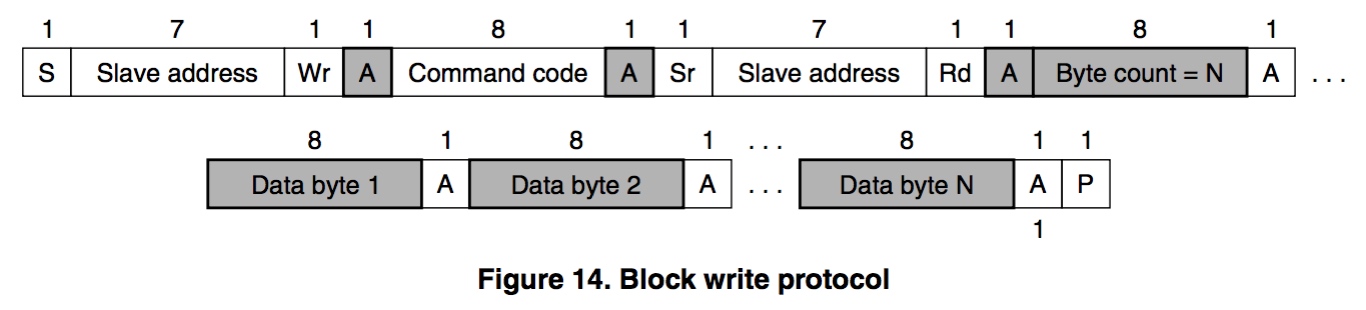 1 7 1 1 8 1 1 7 1 1 8 1
S Slave address Wr A Command code A Sr Slave address Rd A Byte count = N A ...
8 1 8 1 ... 8 1 1
Data byte 1 A Data byte 2 A ... Data byte N A P
1
Figure 14. Block write protocol